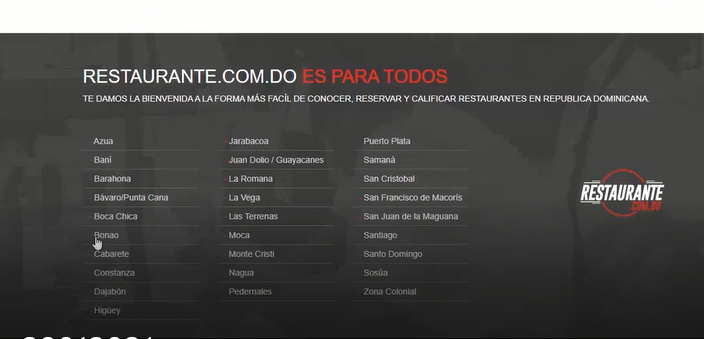 RESTAURANTE.COM.DO ES PARA TODOS
TE DAMOS LA BIENVENIDA A LA FORMA MÁS FACÍL DE CONOCER, RESERVAR Y CALIFICAR RESTAURANTES EN REPUBLICA DOMINICANA.
Azua
Baní
Barahona
Bávaro/Punta Cana
Boca Chica
Bonao
Cabarete
Constanza
Dajabón
Higüey
Jarabacoa
Juan Dolio / Guayacanes
La Romana
La Vega
Las Terrenas
Moca
Monte Cristi
Nagua
Pedernales
Puerto Plata
Samaná
San Cristobal
San Francisco de Macorís
San Juan de la Maguana
Santiago
Santo Domingo
Sosúa
Zona Colonial
RESTAURANTE
.COM.DO